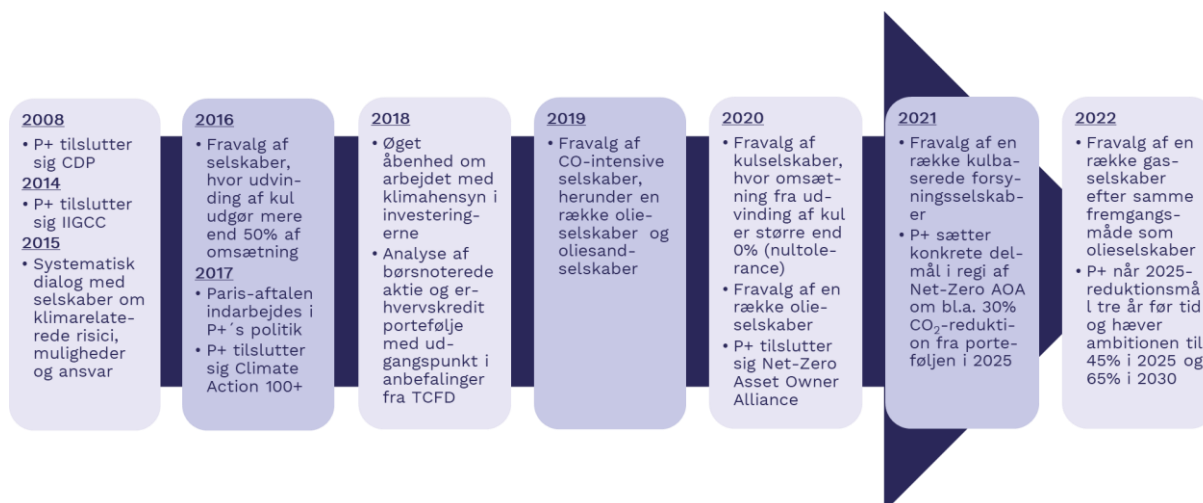 2008
• P+ tilslutter
sig CDP
2014
• P+ tilslutter
sig IIGCC
2015
• Systematisk
dialog med
selskaber om
klimarelate-
rede risici,
muligheder
og ansvar
2016
• Fravalg af
selskaber,
hvor udvin-
ding af kul
udgør mere
end 50% af
omsætning
2017
• Paris-aftalen
indarbejdes i
P+´s politik
• P+ tilslutter
sig Climate
Action 100+
2018
• Øget
åbenhed om
arbejdet med
klimahensyn i
investering-
erne
• Analyse af
børsnoterede
aktie og er-
hvervskredit
portefølje
med ud-
gangspunkt i
anbefalinger
fra TCFD
2019
• Fravalg af
CO-intensive
selskaber,
herunder en
række olie-
selskaber og
oliesand-
selskaber
2020
• Fravalg af
kulselskaber,
hvor omsæt-
ning fra ud-
vinding af kul
er større end
0% (nultole-
rance)
• Fravalg af en
række olie-
selskaber
• P+ tilslutter
sig Net-Zero
Asset Owner
Alliance
2021
• Fravalg af en
række kulba-
serede forsy-
ningsselskab-
er
• P+ sætter
konkrete del-
mål i regi af
Net-Zero AOA
om bl.a. 30%
CO₂-redukti-
on fra porte-
føljen i 2025
2022
• Fravalg af en
række gas-
selskaber
efter samme
fremgangs-
måde som
olieselskaber
• P+ når 2025-
reduktionsmå
l tre år før tid
og hæver
ambitionen til
45% i 2025 og
65% i 2030